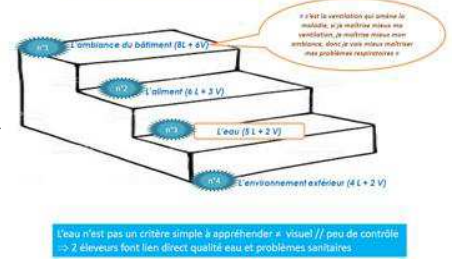 « c'est la ventilation qui amène la
maladie, si je maîtrise mieux ma
ventilation, je maîtrise mieux mon
ambiance, donc je vais mieux maîtriser
mes problèmes respiratoires »
n°1
L'ambiance du bâtiment (8L + 6V)
n°2
L'aliment (6 L + 3 V)
n°3
L'eau (5 L + 2 V)
n°4
L'environnement extérieur (4 L + 2 V)
L'eau n'est pas un critère simple à appréhender ≠ visuel // peu de contrôle
⇒ 2 éleveurs font lien direct qualité eau et problèmes sanitaires